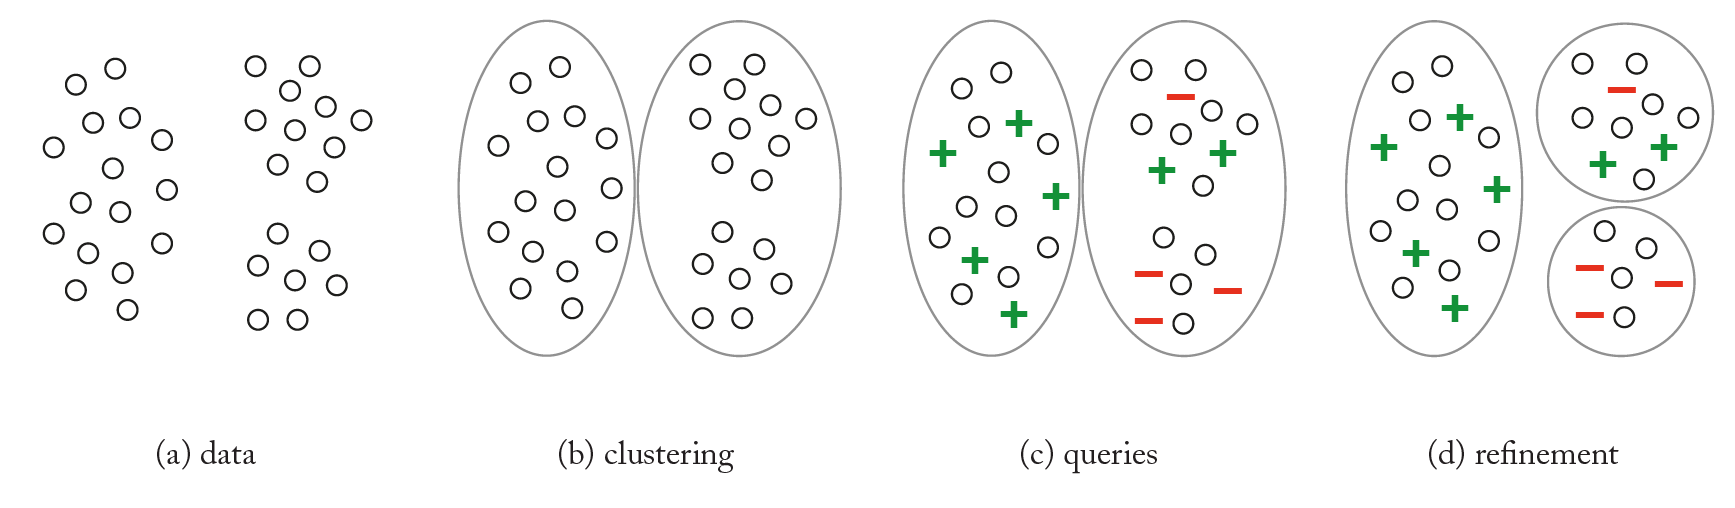 (a) data (b) clustering (c) queries (d) refinement